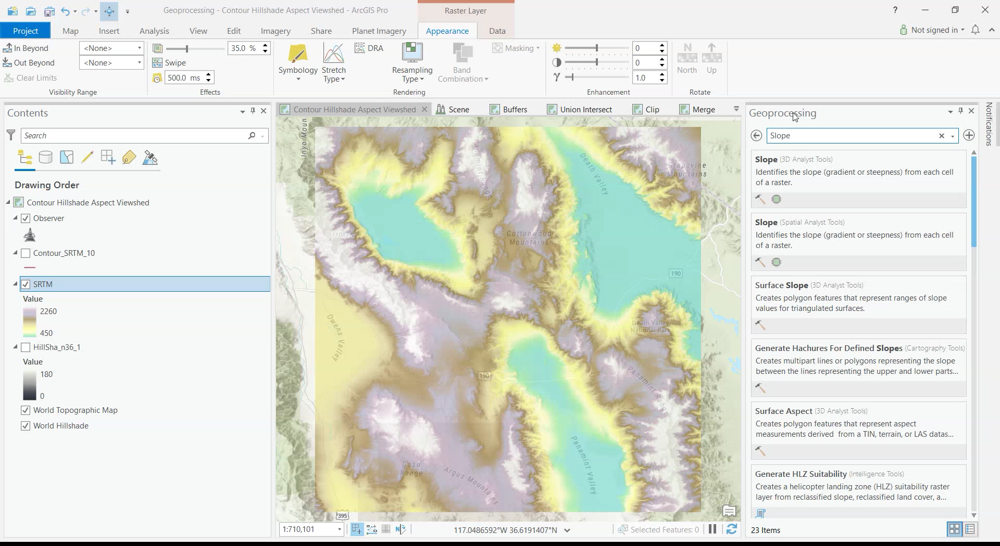 Geoprocessing - Contour Hillshade Aspect Viewshed - ArcGIS Pro
Raster Layer
?
Project
Map
Insert
Analysis
View
Edit
Imagery
Share
Planet Imagery
Appearance
Data
Not signed in
In Beyond
<None>
Out Beyond
<None>
Clear Limits
Visibility Range
35.0 %
Swipe
500.0 ms
Effects
Symbology
Stretch
Type
DRA
Resampling
Type
Band
Combination
Masking
Rendering
0
0
γ
1.0
Enhancement
N
North
Up
Rotate
Contents
Search
Drawing Order
Contour Hillshade Aspect Viewshed
Observer
Contour_SRTM_10
SRTM
Value
2260
450
HillSha_n36_1
Value
180
0
World Topographic Map
World Hillshade
Contour Hillshade Aspect Viewshed
Scene
Buffers
Union Intersect
Clip
Merge
Inyo Moun
Panamint Range
Death Valley
Grapevine
Mountains
Cottonwood
Mountains
190
Owens Valley
Death Valley
National Park
190
Panamint Range
Coso
Range
Argus Mountains
Panamint Valley
395
1:710,101
117.0486592°W 36.6191407°N
Selected Features: 0
Geoprocessing
Slope
Slope (3D Analyst Tools)
Identifies the slope (gradient or steepness) from each cell
of a raster.
Slope (Spatial Analyst Tools)
Identifies the slope (gradient or steepness) from each cell
of a raster.
Surface Slope (3D Analyst Tools)
Creates polygon features that represent ranges of slope
values for triangulated surfaces.
Generate Hachures For Defined Slopes (Cartography Tools)
Creates multipart lines or polygons representing the slope
between the lines representing the upper and lower parts...
Surface Aspect (3D Analyst Tools)
Creates polygon features that represent aspect
measurements derived from a TIN, terrain, or LAS datas...
Generate HLZ Suitability (Intelligence Tools)
Creates a helicopter landing zone (HLZ) suitability raster
layer from reclassified slope, reclassified land cover, a...
23 Items
Notifications